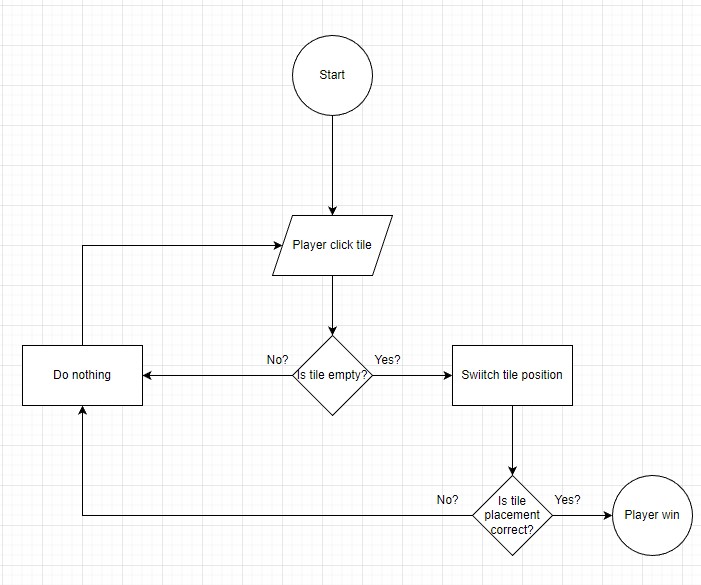 Start
Player click tile
No?
Yes?
Is tile empty?
Do nothing
Swiitch tile position
No?
Yes?
Is tile
placement
correct?
Player win